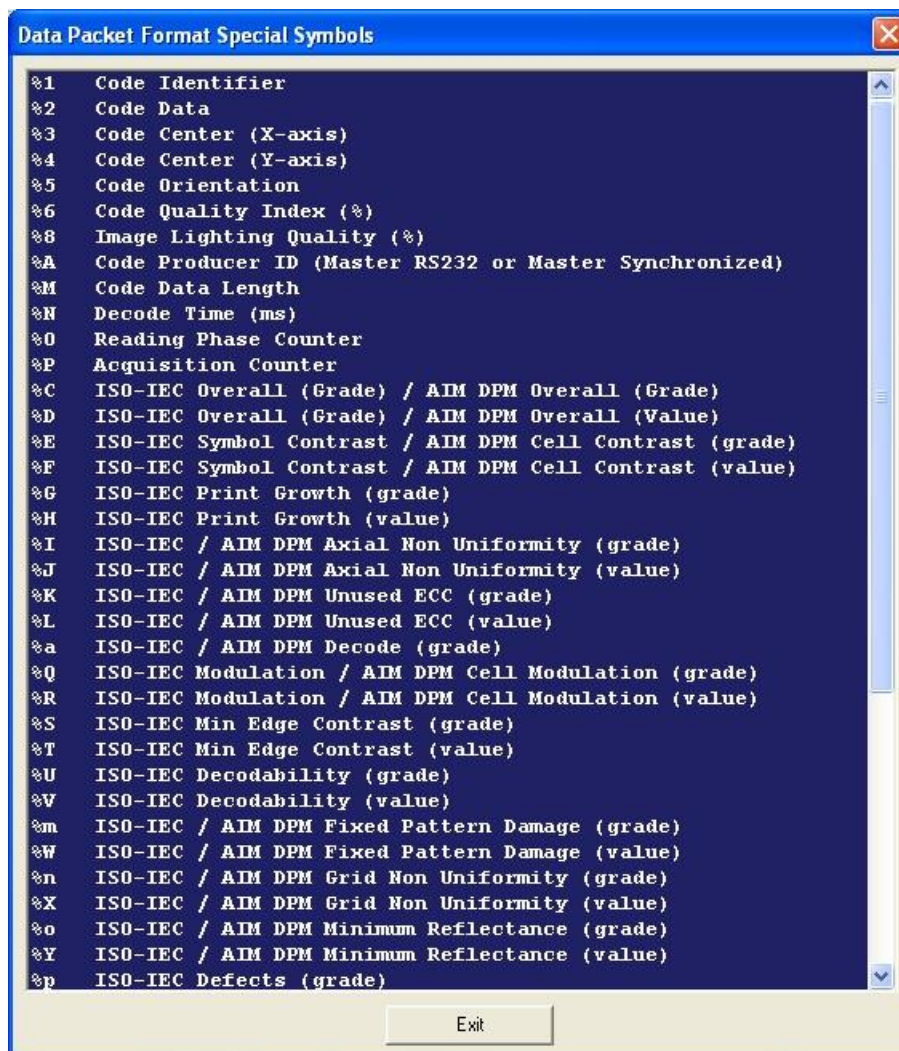 Data Packet Format Special Symbols
%1 Code Identifier
%2 Code Data
%3 Code Center (X-axis)
%4 Code Center (Y-axis)
%5 Code Orientation
%6 Code Quality Index (%)
%8 Image Lighting Quality (%)
%A Code Producer ID (Master RS232 or Master Synchronized)
%M Code Data Length
%N Decode Time (ms)
%O Reading Phase Counter
%P Acquisition Counter
%C ISO-IEC Overall (Grade) / AIM DPM Overall (Grade)
%D ISO-IEC Overall (Grade) / AIM DPM Overall (Value)
%E ISO-IEC Symbol Contrast / AIM DPM Cell Contrast (grade)
%F ISO-IEC Symbol Contrast / AIM DPM Cell Contrast (value)
%G ISO-IEC Print Growth (grade)
%H ISO-IEC Print Growth (value)
%I ISO-IEC / AIM DPM Axial Non Uniformity (grade)
%J ISO-IEC / AIM DPM Axial Non Uniformity (value)
%K ISO-IEC / AIM DPM Unused ECC (grade)
%L ISO-IEC / AIM DPM Unused ECC (value)
%a ISO-IEC / AIM DPM Decode (grade)
%Q ISO-IEC Modulation / AIM DPM Cell Modulation (grade)
%R ISO-IEC Modulation / AIM DPM Cell Modulation (value)
%S ISO-IEC Min Edge Contrast (grade)
%T ISO-IEC Min Edge Contrast (value)
%U ISO-IEC Decodability (grade)
%V ISO-IEC Decodability (value)
%m ISO-IEC / AIM DPM Fixed Pattern Damage (grade)
%W ISO-IEC / AIM DPM Fixed Pattern Damage (value)
%n ISO-IEC / AIM DPM Grid Non Uniformity (grade)
%X ISO-IEC / AIM DPM Grid Non Uniformity (value)
%o ISO-IEC / AIM DPM Minimum Reflectance (grade)
%Y ISO-IEC / AIM DPM Minimum Reflectance (value)
%p ISO-IEC Defects (grade)
Exit